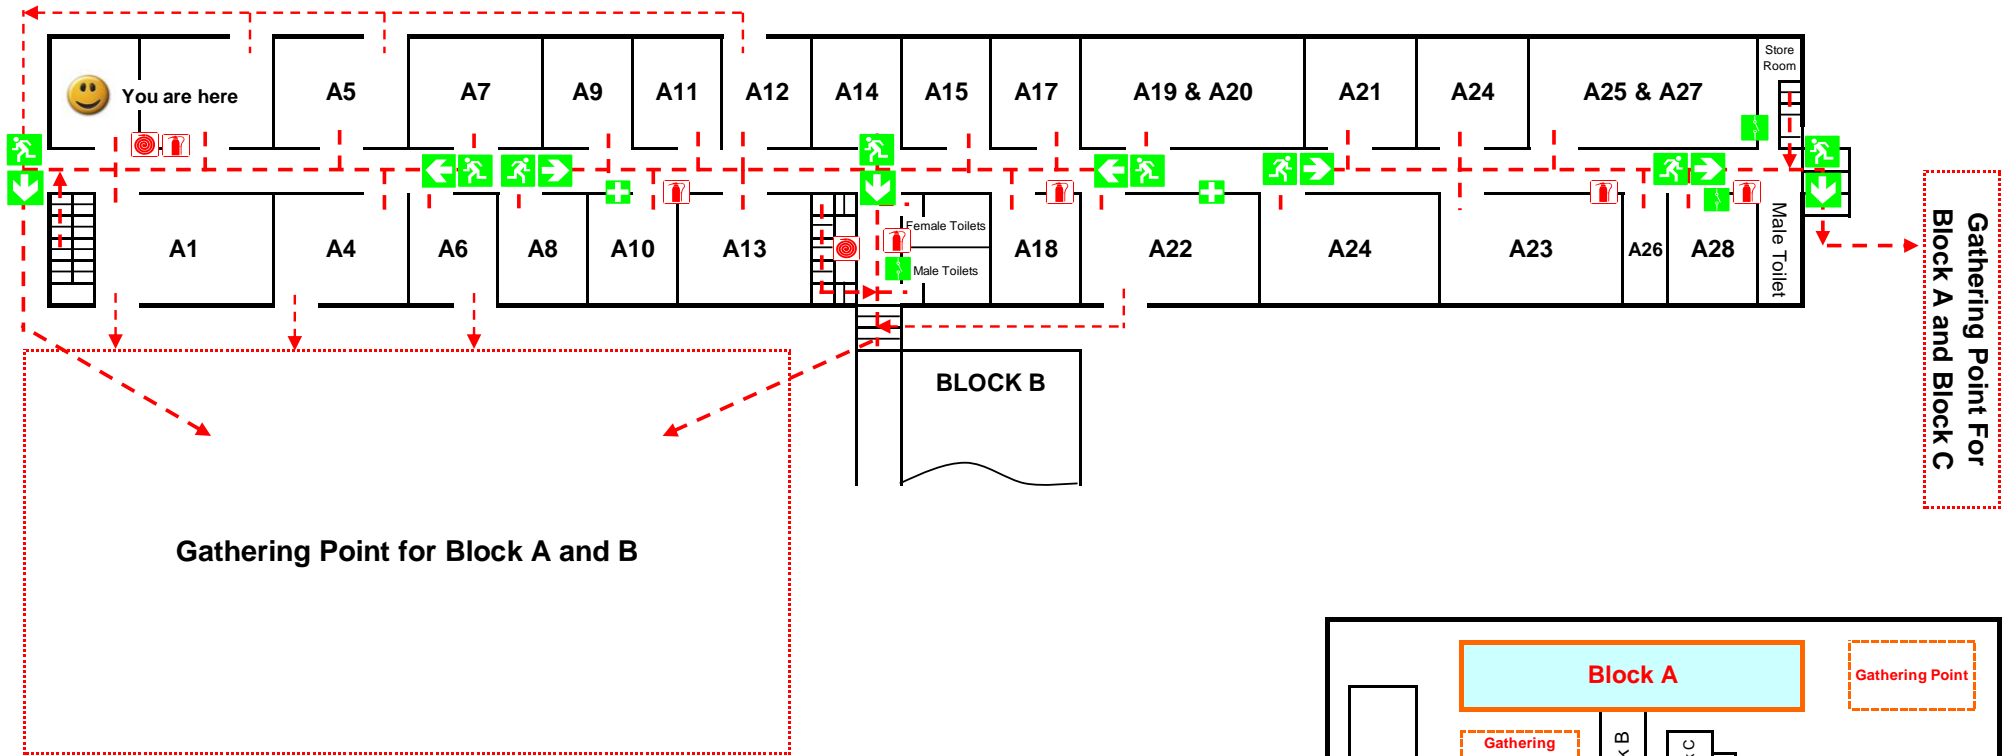 Store
Room
You are here
A5
A7
A9
A11
A12
A14
A15
A17
A19 & A20
A21
A24
A25 & A27
A1
A4
A6
A8
A10
A13
Female Toilets
Male Toilets
A18
A22
A24
A23
A26
A28
Male Toilet
Gathering Point For
Block A and Block C
BLOCK B
Gathering Point for Block A and B
Block A
Gathering Point
Gathering
k B
C